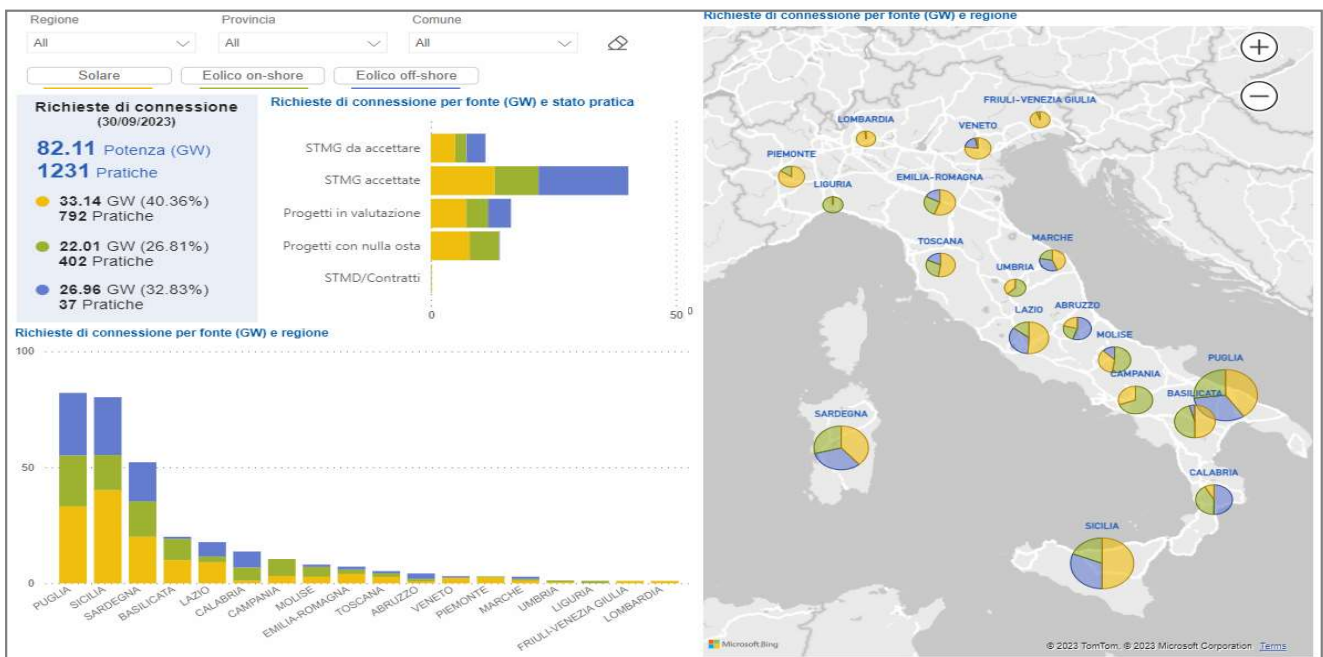 Regione
Provincia
Comune
All
All
All
Solare
Eolico on-shore
Eolico off-shore
Richieste di connessione
(30/09/2023)
82.11 Potenza (GW)
1231 Pratiche
33.14 GW (40.36%)
792 Pratiche
22.01 GW (26.81%)
402 Pratiche
26.96 GW (32.83%)
37 Pratiche
Richieste di connessione per fonte (GW) e stato pratica
STMG da accettare
STMG accettate
Progetti in valutazione
Progetti con nulla osta
STMD/Contratti
0
50
0
Richieste di connessione per fonte (GW) e regione
100
50
0
PUGLIA
SICILIA
SARDEGNA
BASILICATA
LAZIO
CALABRIA
CAMPANIA
MOLISE
EMILIA-ROMAGNA
TOSCANA
ABRUZZO
VENETO
PIEMONTE
MARCHE
UMBRIA
LIGURIA
FRIULI-VENEZIA GIULIA
LOMBARDIA
Richieste di connessione per fonte (GW) e regione
FRIULI-VENEZIA GIULIA
LOMBARDIA
VENETO
PIEMONTE
EMILIA-ROMAGNA
LIGURIA
TOSCANA
MARCHE
UMBRIA
ABRUZZO
LAZIO
MOLISE
PUGLIA
CAMPANIA
BASILICATA
SARDEGNA
CALABRIA
SICILIA
Microsoft Bing
© 2023 TomTom, © 2023 Microsoft Corporation Terms